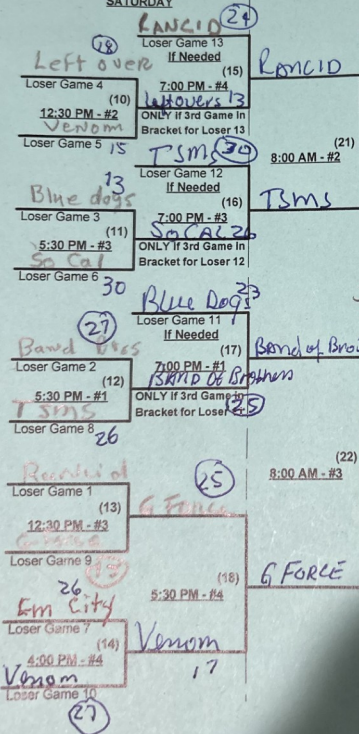 SATURDAY
RANCID 24
Loser Game 13
If Needed
18
Left over
(15)
RANCID
Loser Game 4
7:00 PM - #4
(10)
Leftovers 13
12:30 PM - #2
ONLY If 3rd Game In
Venom
Bracket for Loser 13
Loser Game 5 15
TSMS 30
(21)
8:00 AM - #2
13
Loser Game 12
If Needed
Blue dogs
(16)
TSMS
Loser Game 3
7:00 PM - #3
(11)
SO CAL 26
5:30 PM - #3
ONLY If 3rd Game In
So Cal
Bracket for Loser 12
Loser Game 6
30
Blue Dogs 23
Loser Game 11
27
If Needed
Band Bros
(17)
Band of Bro
Loser Game 2
7:00 PM - #1
(12)
BAND OF Brothers
5:30 PM - #1
ONLY If 3rd Game In
TSMS
Bracket for Loser
25
Loser Game 8
26
(22)
8:00 AM - #3
25
Loser Game 1
(13)
G Force
12:30 PM - #3
Loser Game 9
(18)
G FORCE
26
5:30 PM - #4
Em City
Loser Game 7
(14)
Venom
4:00 PM - #4
17
Venom
Loser Game 10
27